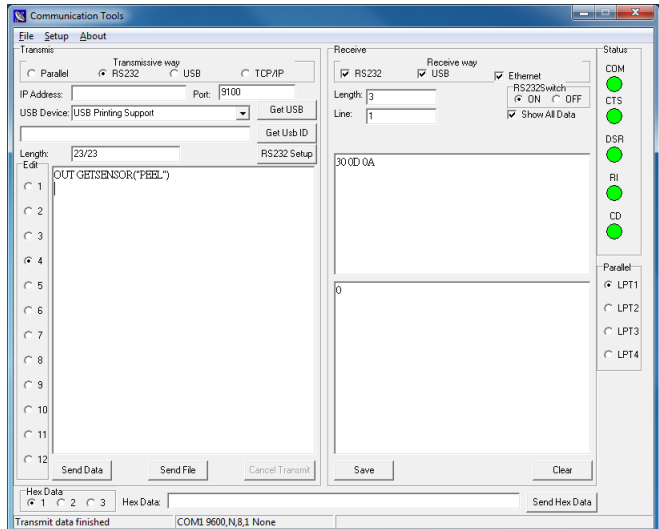 Communication Tools
File Setup About
Transmis
Transmissive way
Parallel RS232 USB TCP/IP
IP Address: Port: 9100
USB Device: USB Printing Support Get USB
Get Usb ID
Length: 23/23 RS232 Setup
Edit
OUT GETSENSOR("PEEL")
1
2
3
4
5
6
7
8
9
10
11
12
Send Data Send File Cancel Transmit
Receive
Receive way
RS232 USB Ethernet
Length: 3 RS232Switch
ON OFF
Line: 1 Show All Data
30 0D 0A
0
Save Clear
Status
COM
CTS
DSR
RI
CD
Parallel
LPT1
LPT2
LPT3
LPT4
Hex Data
1 2 3 Hex Data: Send Hex Data
Transmit data finished COM1 9600,N,8,1 None